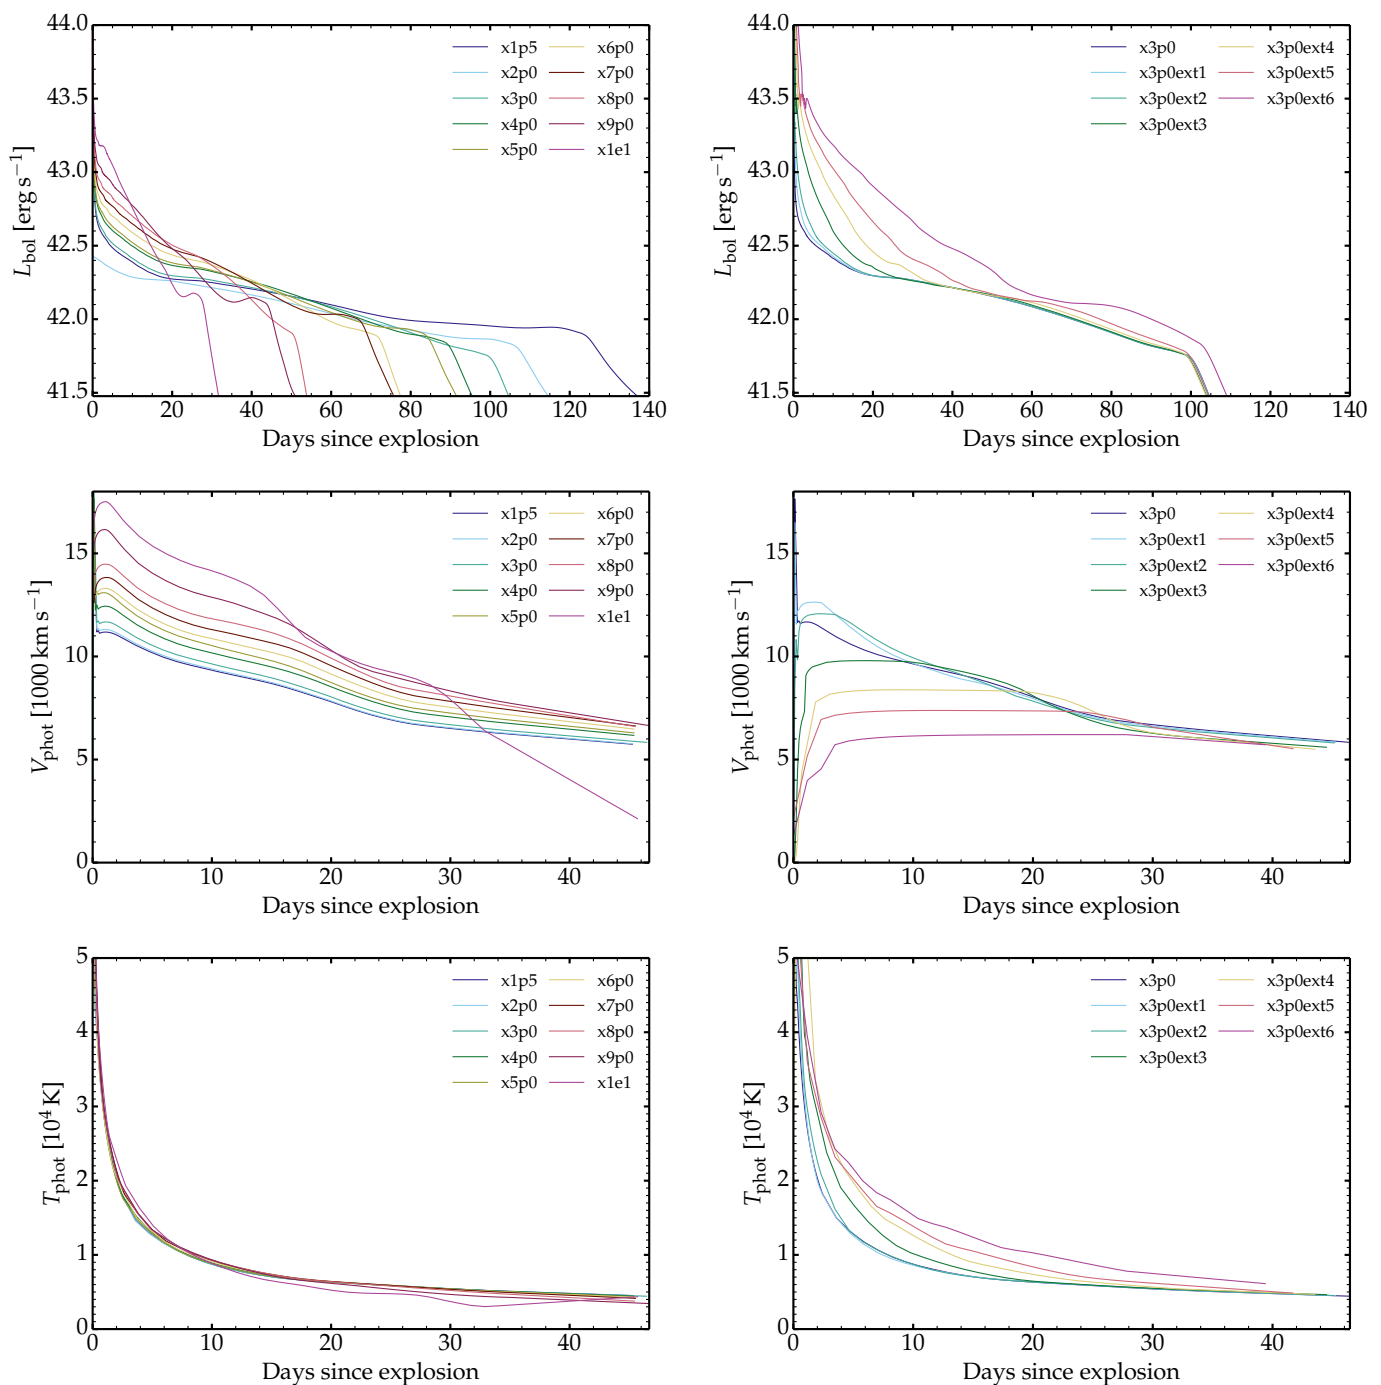 44.0
43.5
43.0
42.5
42.0
41.5
L_bol [erg s⁻¹]
x1p5 x6p0
x2p0 x7p0
x3p0 x8p0
x4p0 x9p0
x5p0 x1e1
0 20 40 60 80 100 120 140
Days since explosion
44.0
43.5
43.0
42.5
42.0
41.5
L_bol [erg s⁻¹]
x3p0 x3p0ext4
x3p0ext1 x3p0ext5
x3p0ext2 x3p0ext6
x3p0ext3
0 20 40 60 80 100 120 140
Days since explosion
15
10
5
0
V_phot [1000 km s⁻¹]
x1p5 x6p0
x2p0 x7p0
x3p0 x8p0
x4p0 x9p0
x5p0 x1e1
0 10 20 30 40
Days since explosion
15
10
5
0
V_phot [1000 km s⁻¹]
x3p0 x3p0ext4
x3p0ext1 x3p0ext5
x3p0ext2 x3p0ext6
x3p0ext3
0 10 20 30 40
Days since explosion
5
4
3
2
1
0
T_phot [10⁴ K]
x1p5 x6p0
x2p0 x7p0
x3p0 x8p0
x4p0 x9p0
x5p0 x1e1
0 10 20 30 40
Days since explosion
5
4
3
2
1
0
T_phot [10⁴ K]
x3p0 x3p0ext4
x3p0ext1 x3p0ext5
x3p0ext2 x3p0ext6
x3p0ext3
0 10 20 30 40
Days since explosion